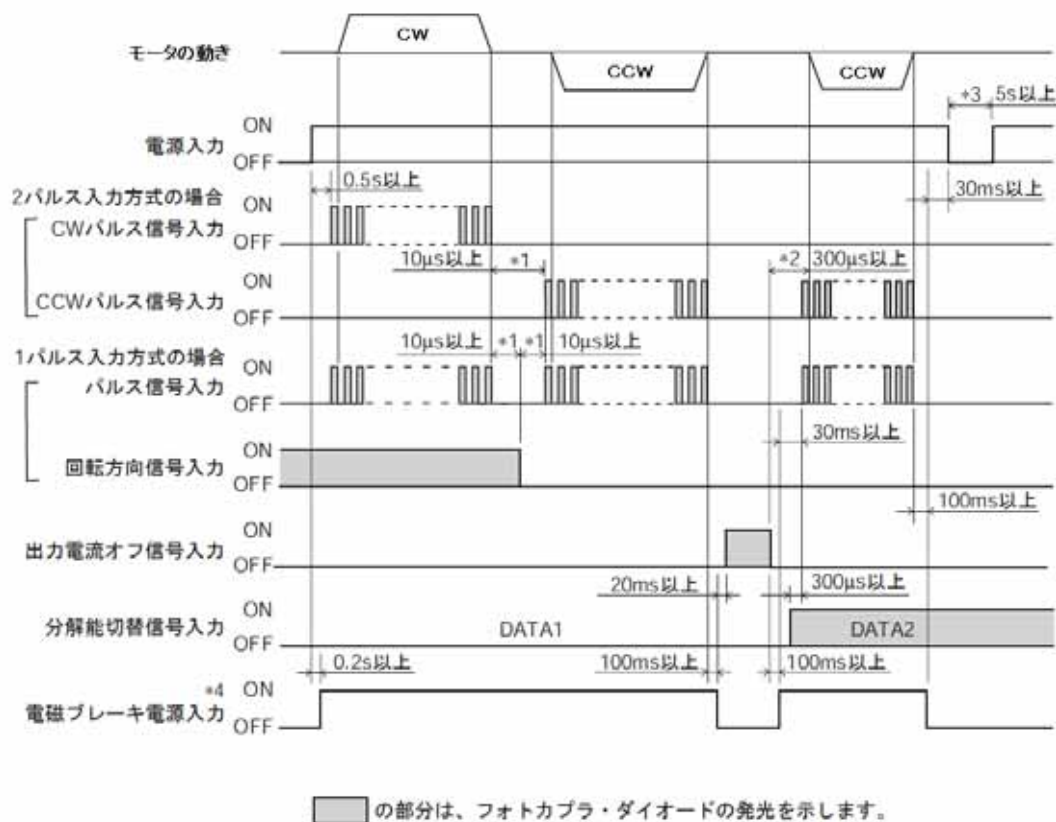 CW
モータの動き
CCW
CCW
*3 5s以上
ON
電源入力
OFF
0.5s以上
30ms以上
2パルス入力方式の場合
ON
CWパルス信号入力
OFF
10μs以上 *1
*2 300μs以上
ON
CCWパルス信号入力
OFF
10μs以上 *1 *1 10μs以上
1パルス入力方式の場合
ON
パルス信号入力
OFF
30ms以上
ON
回転方向信号入力
OFF
100ms以上
ON
出力電流オフ信号入力
OFF
20ms以上
300μs以上
ON
分解能切替信号入力
OFF
DATA1
DATA2
0.2s以上
100ms以上
100ms以上
*4
ON
電磁ブレーキ電源入力
OFF
の部分は、フォトカプラ・ダイオードの発光を示します。